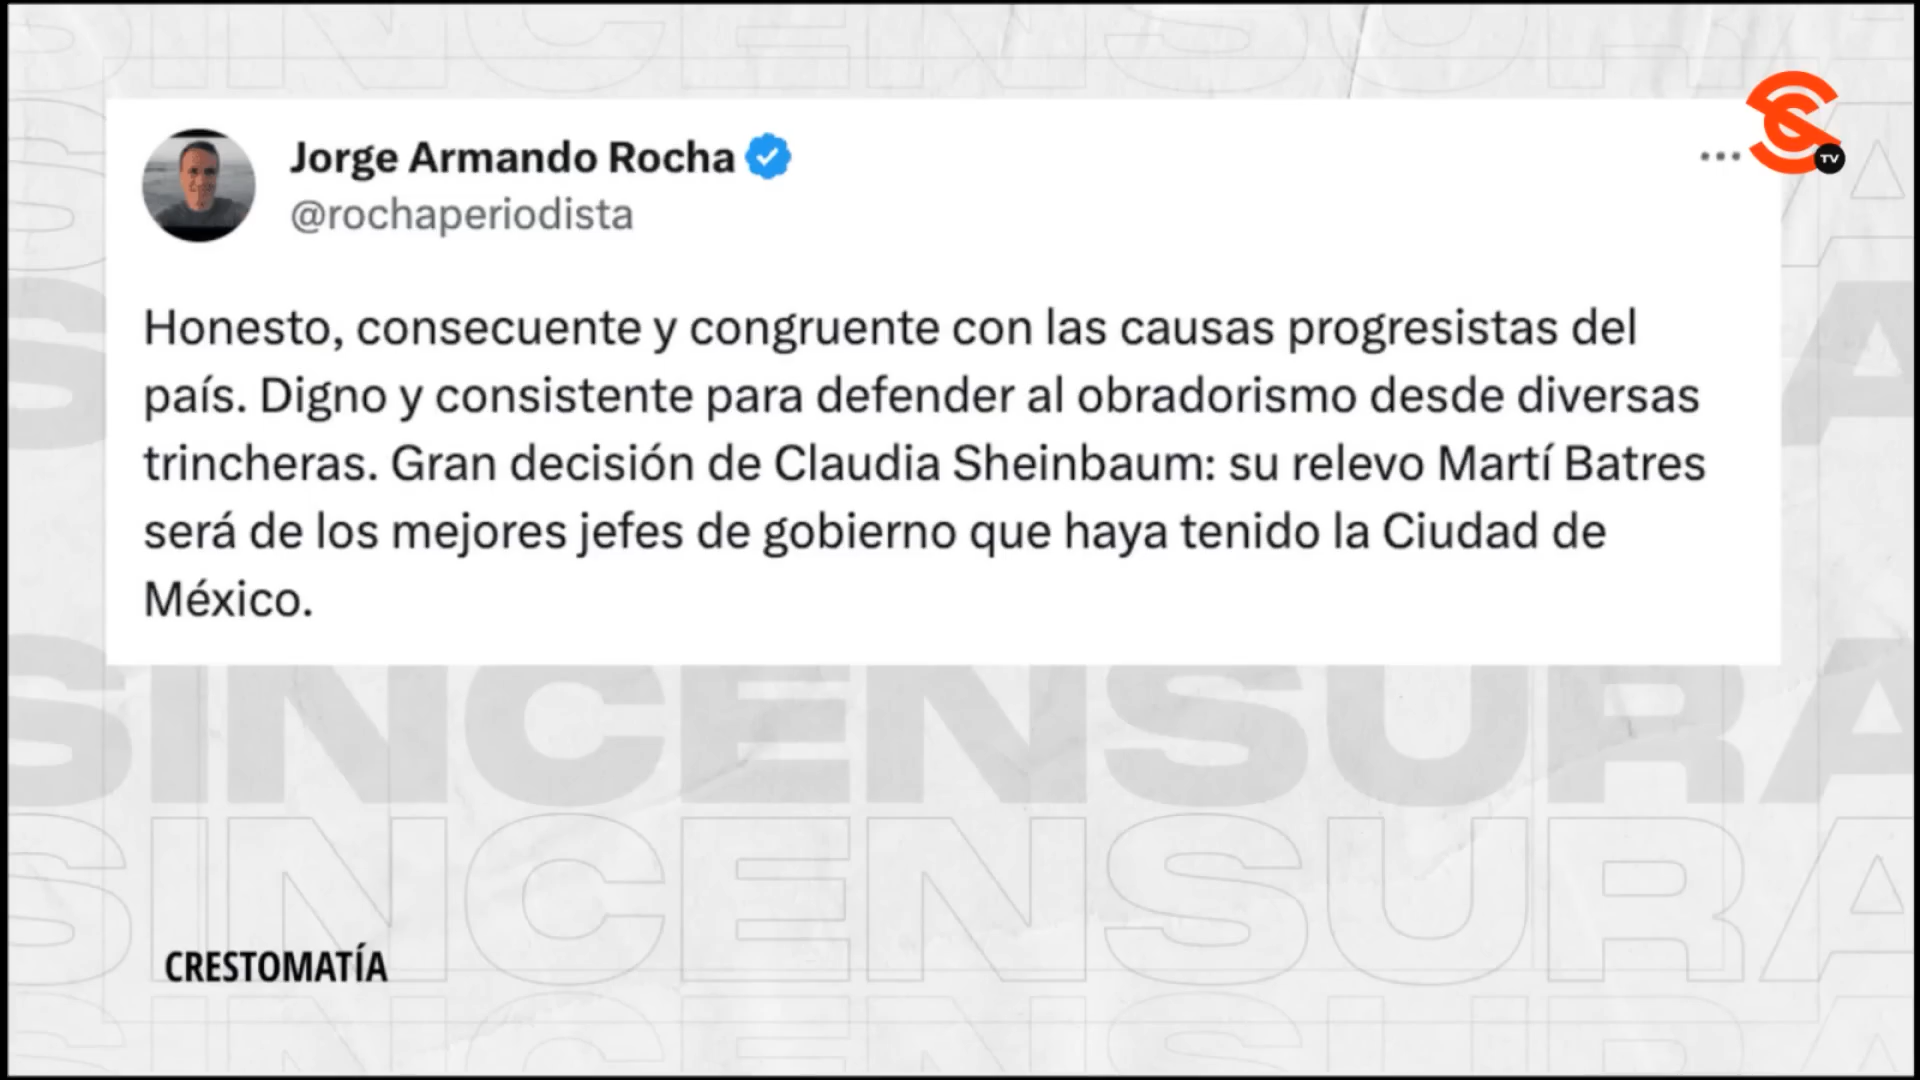 SINCENSURA
TV
Jorge Armando Rocha
@rochaperiodista
Honesto, consecuente y congruente con las causas progresistas del
país. Digno y consistente para defender al obradorismo desde diversas
trincheras. Gran decisión de Claudia Sheinbaum: su relevo Martí Batres
será de los mejores jefes de gobierno que haya tenido la Ciudad de
México.
SINCENSURA
SINCENSURA
CRESTOMATÍA
SINCENSURA